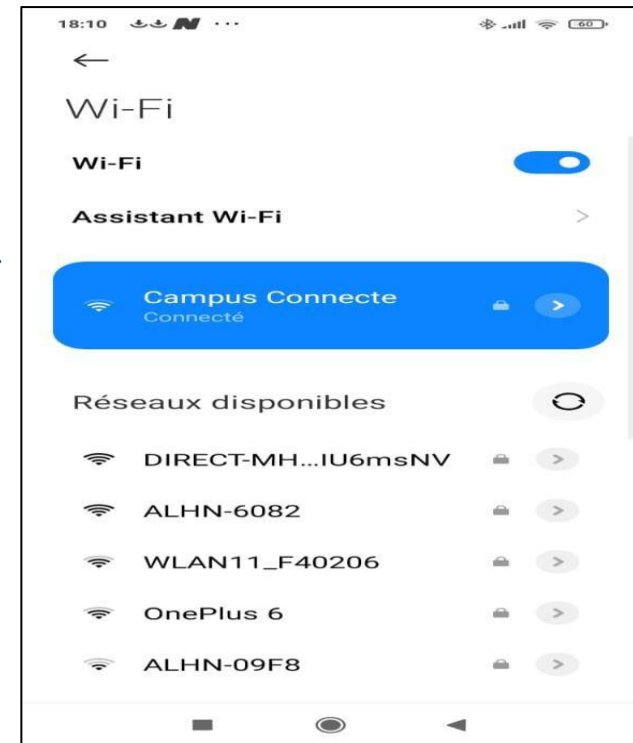 18:10 ...
60
Wi-Fi
Wi-Fi
Assistant Wi-Fi
Campus Connecte
Connecté
Réseaux disponibles
DIRECT-MH...IU6msNV
ALHN-6082
WLAN11_F40206
OnePlus 6
ALHN-09F8